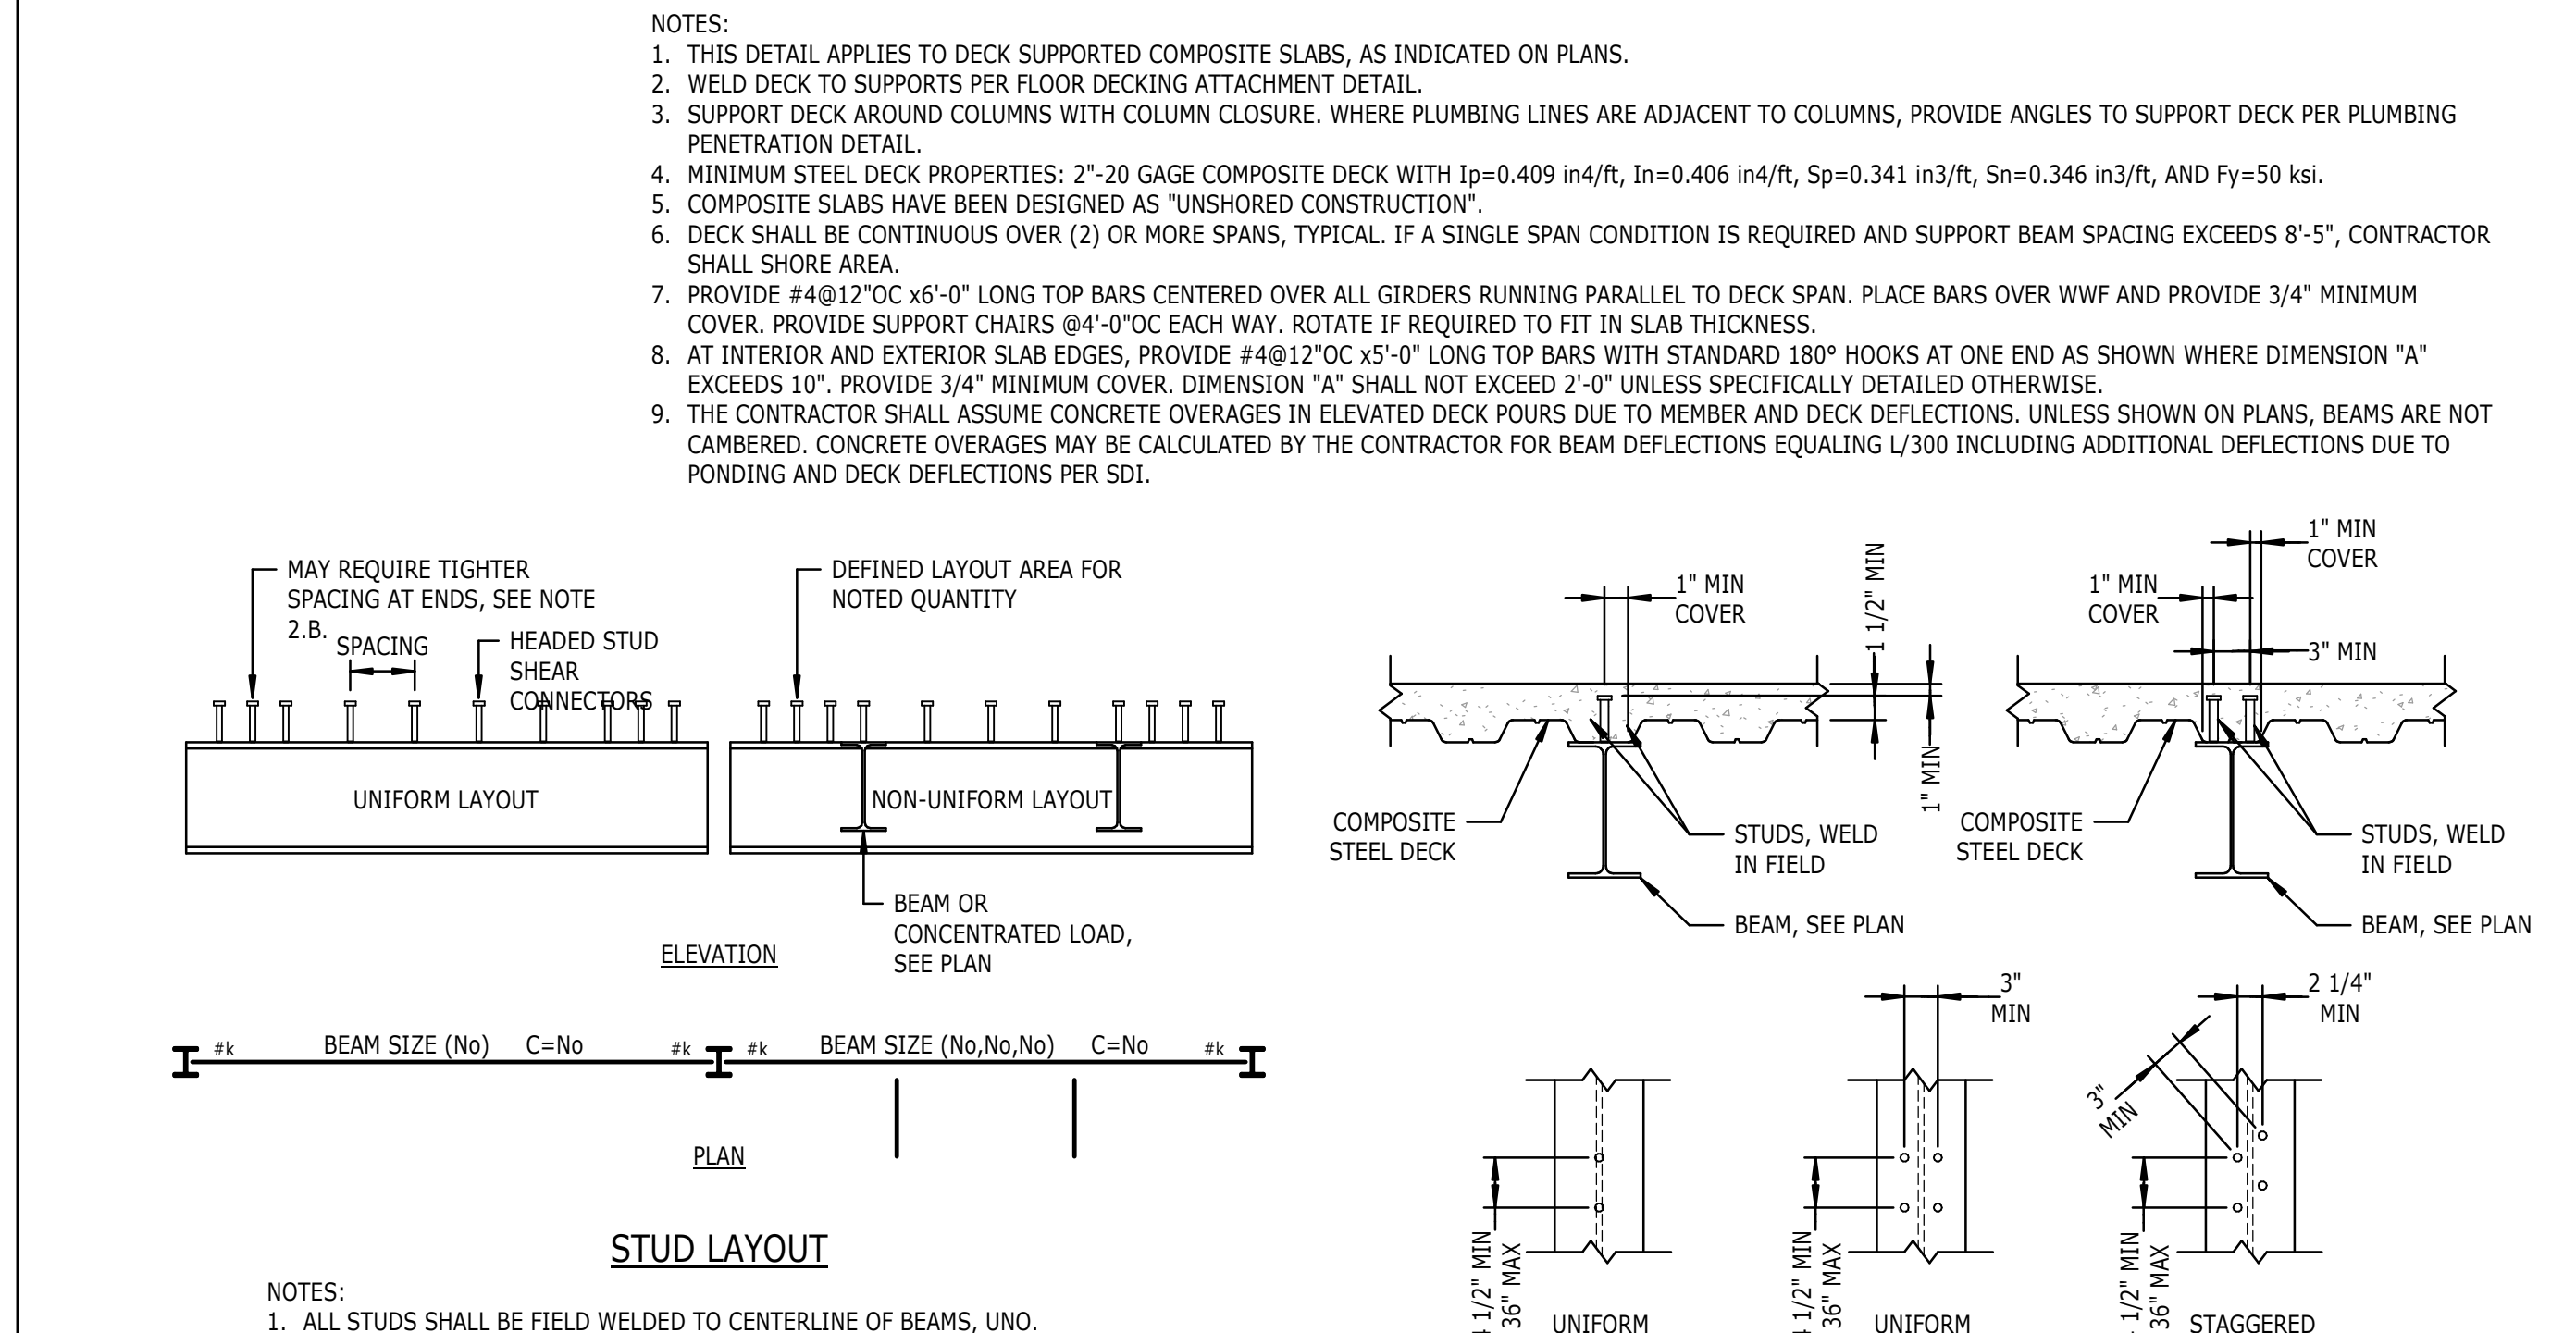 NOTES:
1. THIS DETAIL APPLIES TO DECK SUPPORTED COMPOSITE SLABS, AS INDICATED ON PLANS.
2. WELD DECK TO SUPPORTS PER FLOOR DECKING ATTACHMENT DETAIL.
3. SUPPORT DECK AROUND COLUMNS WITH COLUMN CLOSURE. WHERE PLUMBING LINES ARE ADJACENT TO COLUMNS, PROVIDE ANGLES TO SUPPORT DECK PER PLUMBING
PENETRATION DETAIL.
4. MINIMUM STEEL DECK PROPERTIES: 2"-20 GAGE COMPOSITE DECK WITH Ip=0.409 in4/ft, In=0.406 in4/ft, Sp=0.341 in3/ft, Sn=0.346 in3/ft, AND Fy=50 ksi.
5. COMPOSITE SLABS HAVE BEEN DESIGNED AS "UNSHORED CONSTRUCTION".
6. DECK SHALL BE CONTINUOUS OVER (2) OR MORE SPANS, TYPICAL. IF A SINGLE SPAN CONDITION IS REQUIRED AND SUPPORT BEAM SPACING EXCEEDS 8'-5", CONTRACTOR
SHALL SHORE AREA.
7. PROVIDE #4@12"OC x6'-0" LONG TOP BARS CENTERED OVER ALL GIRDERS RUNNING PARALLEL TO DECK SPAN. PLACE BARS OVER WWF AND PROVIDE 3/4" MINIMUM
COVER. PROVIDE SUPPORT CHAIRS @4'-0"OC EACH WAY. ROTATE IF REQUIRED TO FIT IN SLAB THICKNESS.
8. AT INTERIOR AND EXTERIOR SLAB EDGES, PROVIDE #4@12"OC x5'-0" LONG TOP BARS WITH STANDARD 180° HOOKS AT ONE END AS SHOWN WHERE DIMENSION "A"
EXCEEDS 10". PROVIDE 3/4" MINIMUM COVER. DIMENSION "A" SHALL NOT EXCEED 2'-0" UNLESS SPECIFICALLY DETAILED OTHERWISE.
9. THE CONTRACTOR SHALL ASSUME CONCRETE OVERAGES IN ELEVATED DECK POURS DUE TO MEMBER AND DECK DEFLECTIONS. UNLESS SHOWN ON PLANS, BEAMS ARE NOT
CAMBERED. CONCRETE OVERAGES MAY BE CALCULATED BY THE CONTRACTOR FOR BEAM DEFLECTIONS EQUALING L/300 INCLUDING ADDITIONAL DEFLECTIONS DUE TO
PONDING AND DECK DEFLECTIONS PER SDI.
MAY REQUIRE TIGHTER
SPACING AT ENDS, SEE NOTE
2.B.
SPACING
HEADED STUD
SHEAR
CONNECTORS
DEFINED LAYOUT AREA FOR
NOTED QUANTITY
UNIFORM LAYOUT
NON-UNIFORM LAYOUT
BEAM OR
CONCENTRATED LOAD,
SEE PLAN
ELEVATION
#k BEAM SIZE (No) C=No #k
#k BEAM SIZE (No,No,No) C=No #k
PLAN
STUD LAYOUT
NOTES:
1. ALL STUDS SHALL BE FIELD WELDED TO CENTERLINE OF BEAMS, UNO.
1" MIN
COVER
1 1/2" MIN
1" MIN
COMPOSITE
STEEL DECK
STUDS, WELD
IN FIELD
BEAM, SEE PLAN
1" MIN
COVER
1" MIN
COVER
3" MIN
COMPOSITE
STEEL DECK
STUDS, WELD
IN FIELD
BEAM, SEE PLAN
3"
MIN
2 1/4"
MIN
3"
MIN
4 1/2" MIN
36" MAX
UNIFORM
4 1/2" MIN
36" MAX
UNIFORM
1/2" MIN
36" MAX
STAGGERED